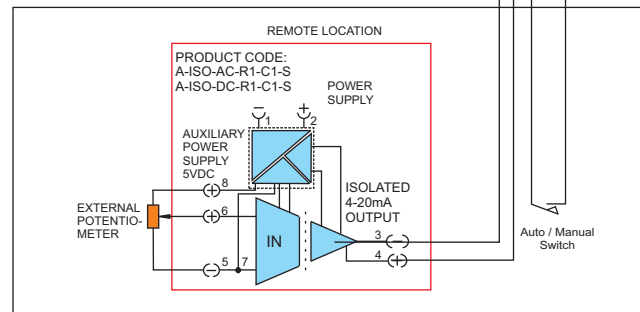 REMOTE LOCATION
PRODUCT CODE:
A-ISO-AC-R1-C1-S
A-ISO-DC-R1-C1-S
POWER
SUPPLY
− +
1 2
AUXILIARY
POWER
SUPPLY
5VDC
8
+
ISOLATED
4-20mA
OUTPUT
EXTERNAL
POTENTIO-
METER
+ 6
IN
3 −
4 +
− 5 7
Auto / Manual
Switch